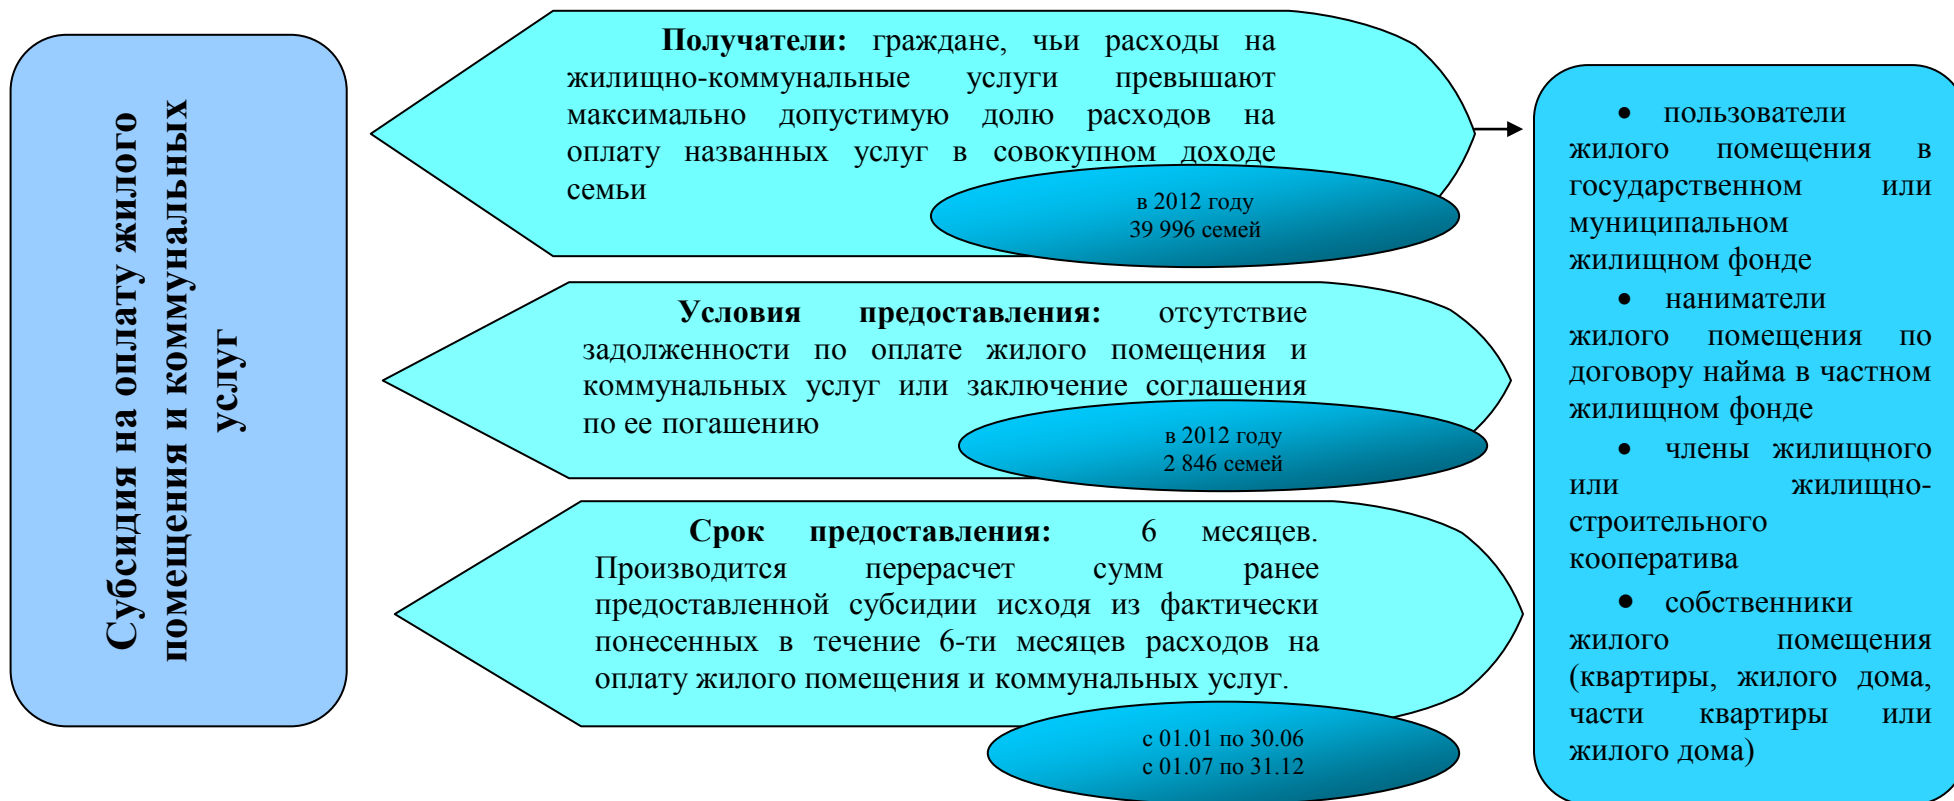 Субсидия на оплату жилого
помещения и коммунальных
услуг
Получатели: граждане, чьи расходы на
жилищно-коммунальные услуги превышают
максимально допустимую долю расходов на
оплату названных услуг в совокупном доходе
семьи
в 2012 году
39 996 семей
Условия предоставления: отсутствие
задолженности по оплате жилого помещения и
коммунальных услуг или заключение соглашения
по ее погашению
в 2012 году
2 846 семей
Срок предоставления: 6 месяцев.
Производится перерасчет сумм ранее
предоставленной субсидии исходя из фактически
понесенных в течение 6-ти месяцев расходов на
оплату жилого помещения и коммунальных услуг.
с 01.01 по 30.06
с 01.07 по 31.12
• пользователи
жилого помещения в
государственном или
муниципальном
жилищном фонде
• наниматели
жилого помещения по
договору найма в частном
жилищном фонде
• члены жилищного
или жилищно-
строительного
кооператива
• собственники
жилого помещения
(квартиры, жилого дома,
части квартиры или
жилого дома)